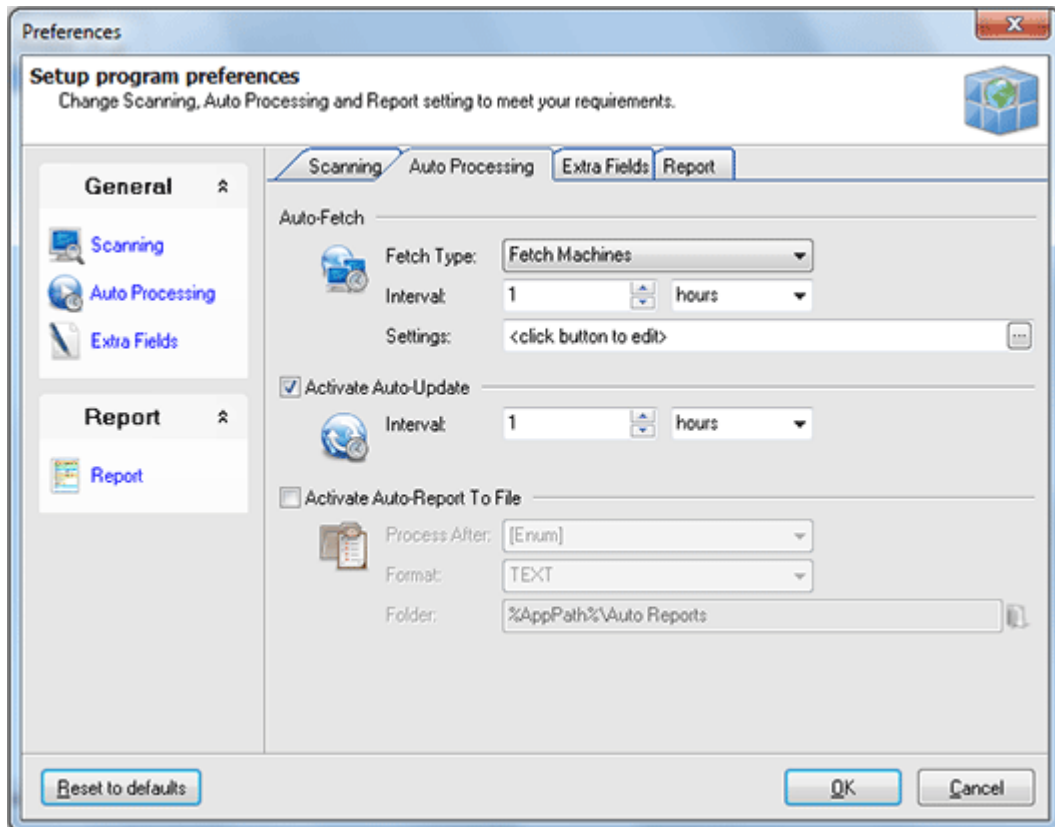 Preferences
Setup program preferences
Change Scanning, Auto Processing and Report setting to meet your requirements.
General
Scanning
Auto Processing
Extra Fields
Report
Report
Scanning Auto Processing Extra Fields Report
Auto-Fetch
Fetch Type: Fetch Machines
Interval: 1 hours
Settings: <click button to edit> ...
Activate Auto-Update
Interval: 1 hours
Activate Auto-Report To File
Process After: [Enum]
Format: TEXT
Folder: %AppPath%\Auto Reports
Reset to defaults OK Cancel